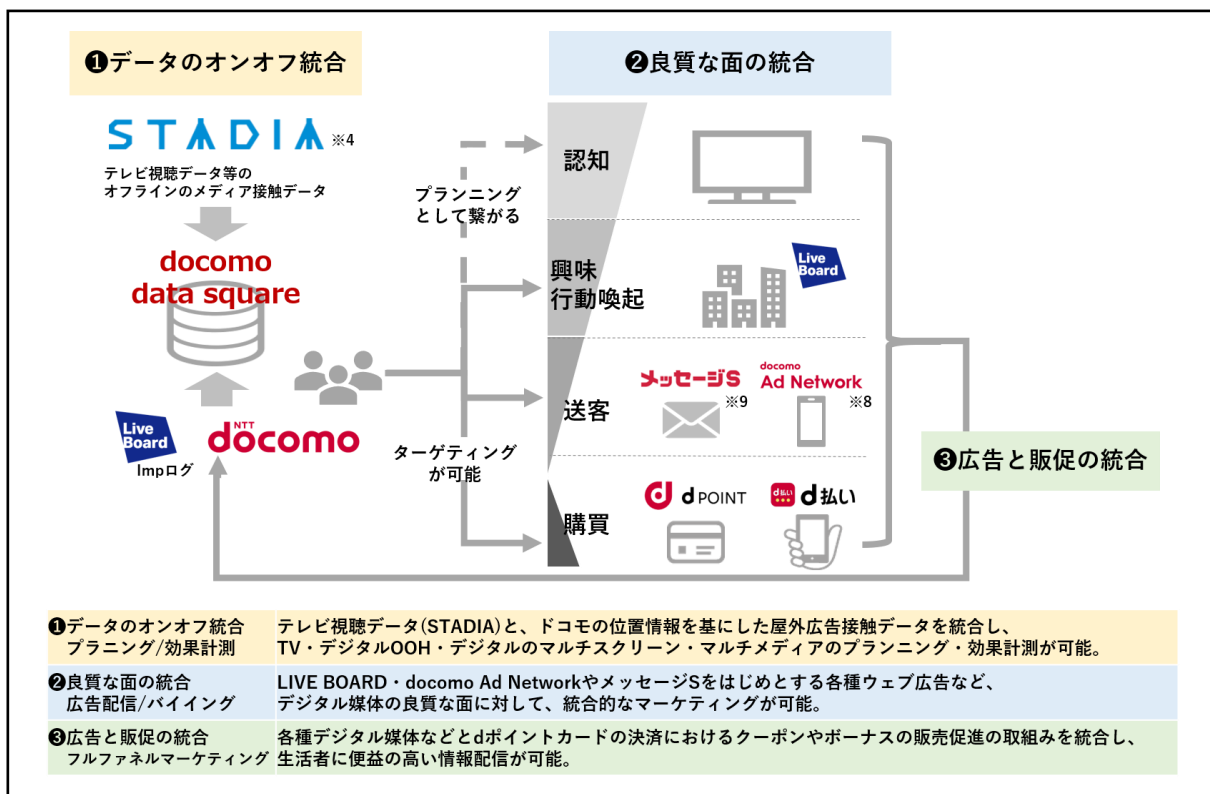 ❶データのオンオフ統合
❷良質な面の統合
STADIA※4
テレビ視聴データ等の
オフラインのメディア接触データ
docomo
data square
Live
Board
Impログ
NTT
docomo
プランニング
として繋がる
ターゲティング
が可能
認知
興味
行動喚起
Live
Board
送客
メッセージS
※9
docomo
Ad Network
※8
購買
d POINT
d払い
d払い
❸広告と販促の統合
❶データのオンオフ統合
プラニング/効果計測
テレビ視聴データ(STADIA)と、ドコモの位置情報を基にした屋外広告接触データを統合し、
TV・デジタルOOH・デジタルのマルチスクリーン・マルチメディアのプランニング・効果計測が可能。
❷良質な面の統合
広告配信/バイイング
LIVE BOARD・docomo Ad NetworkやメッセージSをはじめとする各種ウェブ広告など、
デジタル媒体の良質な面に対して、統合的なマーケティングが可能。
❸広告と販促の統合
フルファネルマーケティング
各種デジタル媒体などとdポイントカードの決済におけるクーポンやボーナスの販売促進の取組みを統合し、
生活者に便益の高い情報配信が可能。